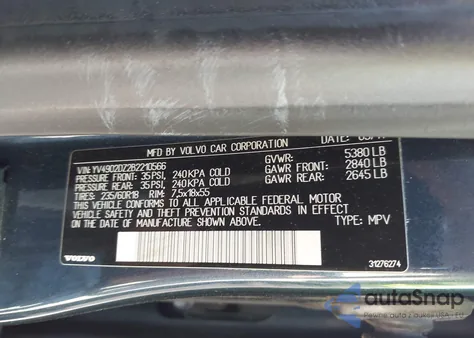 MFD BY VOLVO CAR CORPORATION DATE:
VIN: YV4902DZ2B2210566 GVWR: 5380 LB
PRESSURE FRONT: 35PSI, 240KPA COLD GAWR FRONT: 2840 LB
PRESSURE REAR: 35PSI, 240KPA COLD GAWR REAR: 2645 LB
TIRES: 235/60R18 RIM: 7,5x18x55
THIS VEHICLE CONFORMS TO ALL APPLICABLE FEDERAL MOTOR
VEHICLE SAFETY AND THEFT PREVENTION STANDARDS IN EFFECT
ON THE DATE OF MANUFACTURE SHOWN ABOVE. TYPE: MPV
VOLVO 31276274
autoSnap